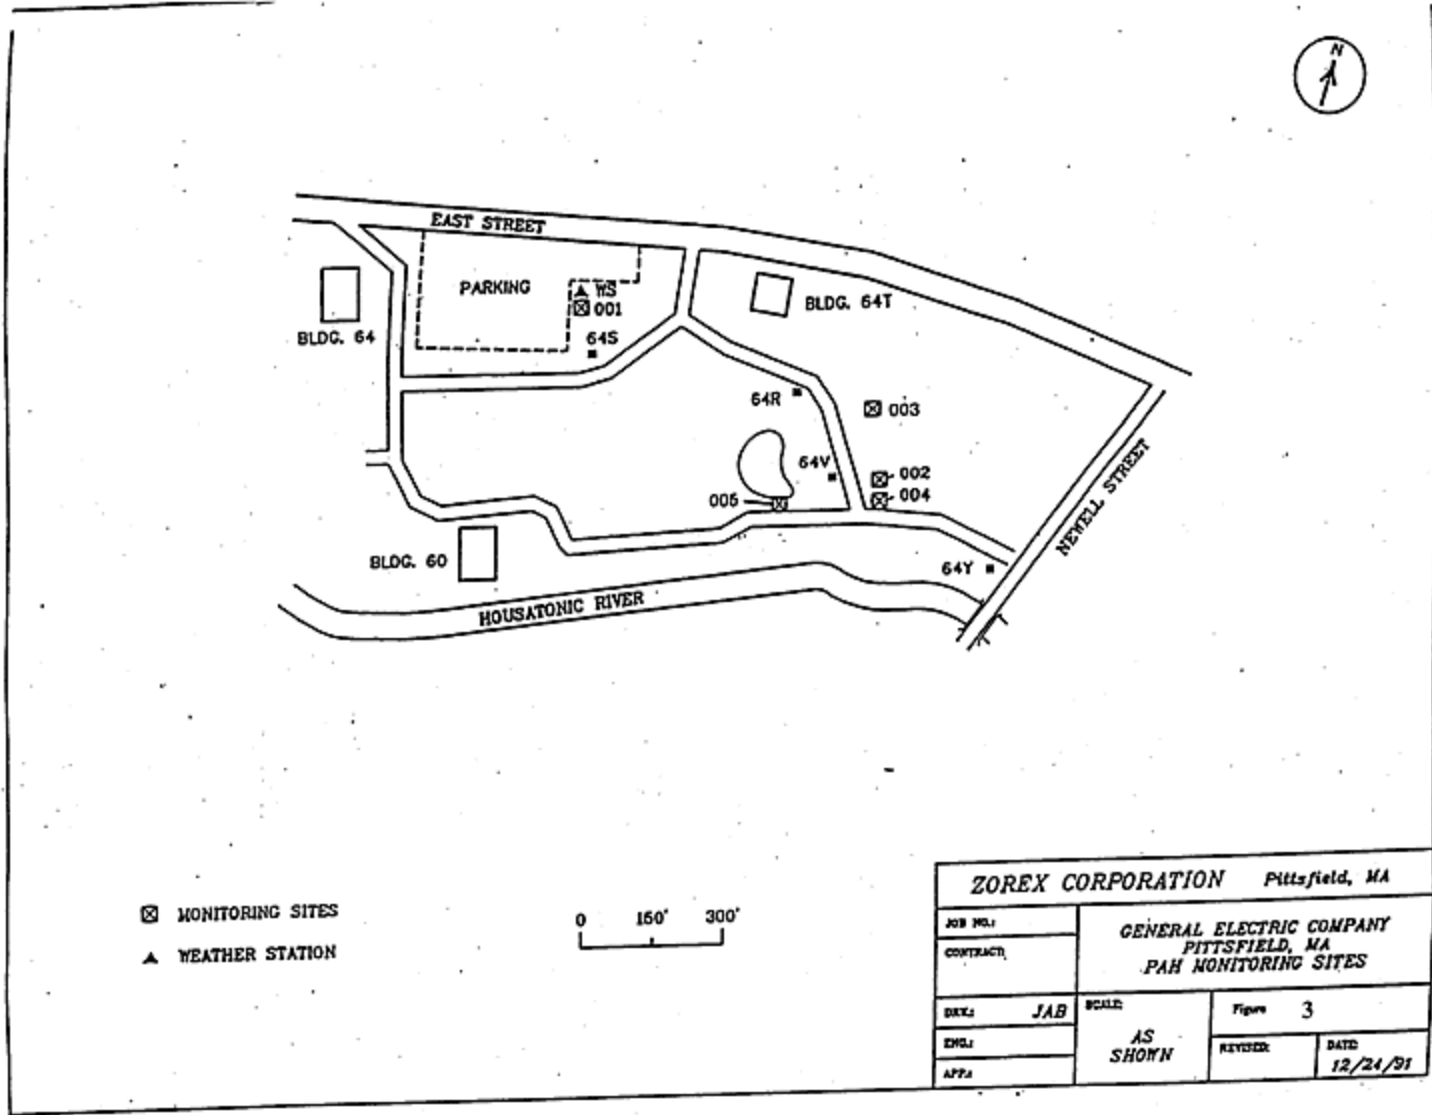 N
EAST STREET
PARKING
WS
001
BLDG. 64T
BLDG. 64
64S
64R
003
64V
002
005
004
NEWELL STREET
BLDG. 60
64Y
HOUSATONIC RIVER
MONITORING SITES
WEATHER STATION
0 150' 300'
ZOREX CORPORATION Pittsfield, MA
JOB NO.:
CONTRACT:
GENERAL ELECTRIC COMPANY
PITTSFIELD, MA
PAH MONITORING SITES
JAB
SCALE:
AS
SHOWN
Figure 3
ENG.:
REVISED:
DATE:
12/24/91